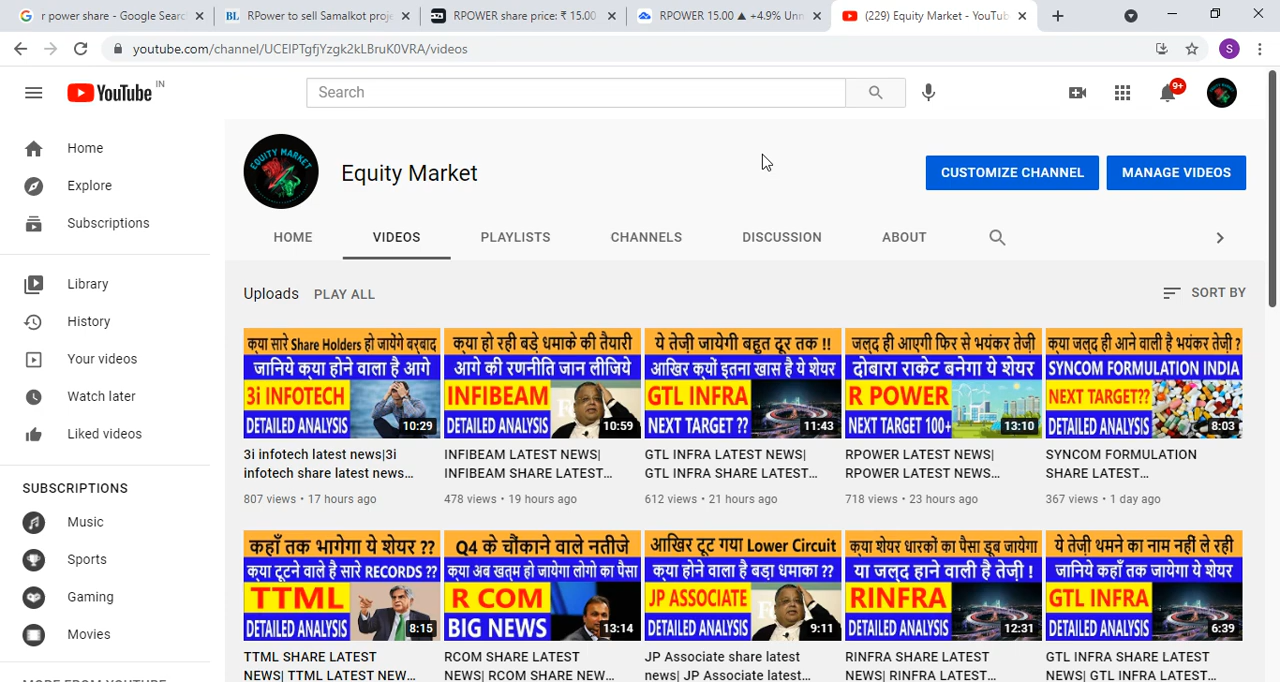 r power share - Google Searc
RPower to sell Samalkot proje
RPOWER share price: ₹ 15.00
RPOWER 15.00 ▲ +4.9% Unn
(229) Equity Market - YouTub
youtube.com/channel/UCEIPTgfjYzgk2kLBruK0VRA/videos
S
YouTube IN
Search
9+
Home
Explore
Subscriptions
Library
History
Your videos
Watch later
Liked videos
SUBSCRIPTIONS
Music
Sports
Gaming
Movies
EQUITY MARKET
Equity Market
CUSTOMIZE CHANNEL
MANAGE VIDEOS
HOME VIDEOS PLAYLISTS CHANNELS DISCUSSION ABOUT
Uploads PLAY ALL
SORT BY
क्या सारे Share Holders हो जायेंगे बर्बाद
जानिये क्या होने वाला है आगे
3i INFOTECH
DETAILED ANALYSIS
10:29
3i infotech latest news|3i
infotech share latest news...
807 views • 17 hours ago
क्या हो रही बड़े धमाके की तैयारी
आगे की रणनीति जान लीजिये
INFIBEAM
DETAILED ANALYSIS
10:59
INFIBEAM LATEST NEWS|
INFIBEAM SHARE LATEST...
478 views • 19 hours ago
ये तेज़ी जायेगी बहुत दूर तक !!
आखिर क्यों इतना खास है ये शेयर
GTL INFRA
NEXT TARGET ??
11:43
GTL INFRA LATEST NEWS|
GTL INFRA SHARE LATEST...
612 views • 21 hours ago
जल्द ही आएगी फिर से भयंकर तेज़ी
दोबारा राकेट बनेगा ये शेयर
R POWER
NEXT TARGET 100+
13:10
RPOWER LATEST NEWS|
RPOWER LATEST NEWS...
718 views • 23 hours ago
क्या जल्द ही आने वाली है भयंकर तेज़ी ?
SYNCOM FORMULATION INDIA
NEXT TARGET??
DETAILED ANALYSIS
8:03
SYNCOM FORMULATION
SHARE LATEST...
367 views • 1 day ago
कहाँ तक भागेगा ये शेयर ??
क्या टूटने वाले है सारे RECORDS ??
TTML
DETAILED ANALYSIS
8:15
TTML SHARE LATEST
NEWS| TTML LATEST NEW...
Q4 के चौंकाने वाले नतीजे
क्या अब खत्म हो जायेगा लोगो का पैसा
R COM
BIG NEWS
13:14
RCOM SHARE LATEST
NEWS| RCOM SHARE NEW...
आखिर टूट गया Lower Circuit
क्या होने वाला है बड़ा धमाका ??
JP ASSOCIATE
DETAILED ANALYSIS
9:11
JP Associate share latest
news| JP Associate latest...
क्या शेयर धारकों का पैसा डूब जायेगा
या जल्द हाने वाली है तेज़ी !
RINFRA
DETAILED ANALYSIS
12:31
RINFRA SHARE LATEST
NEWS| RINFRA LATEST...
ये तेज़ी थमने का नाम नहीं ले रही
जानिये कहाँ तक जायेगा ये शेयर
GTL INFRA
DETAILED ANALYSIS
6:39
GTL INFRA SHARE LATEST
NEWS| GTL INFRA LATEST...